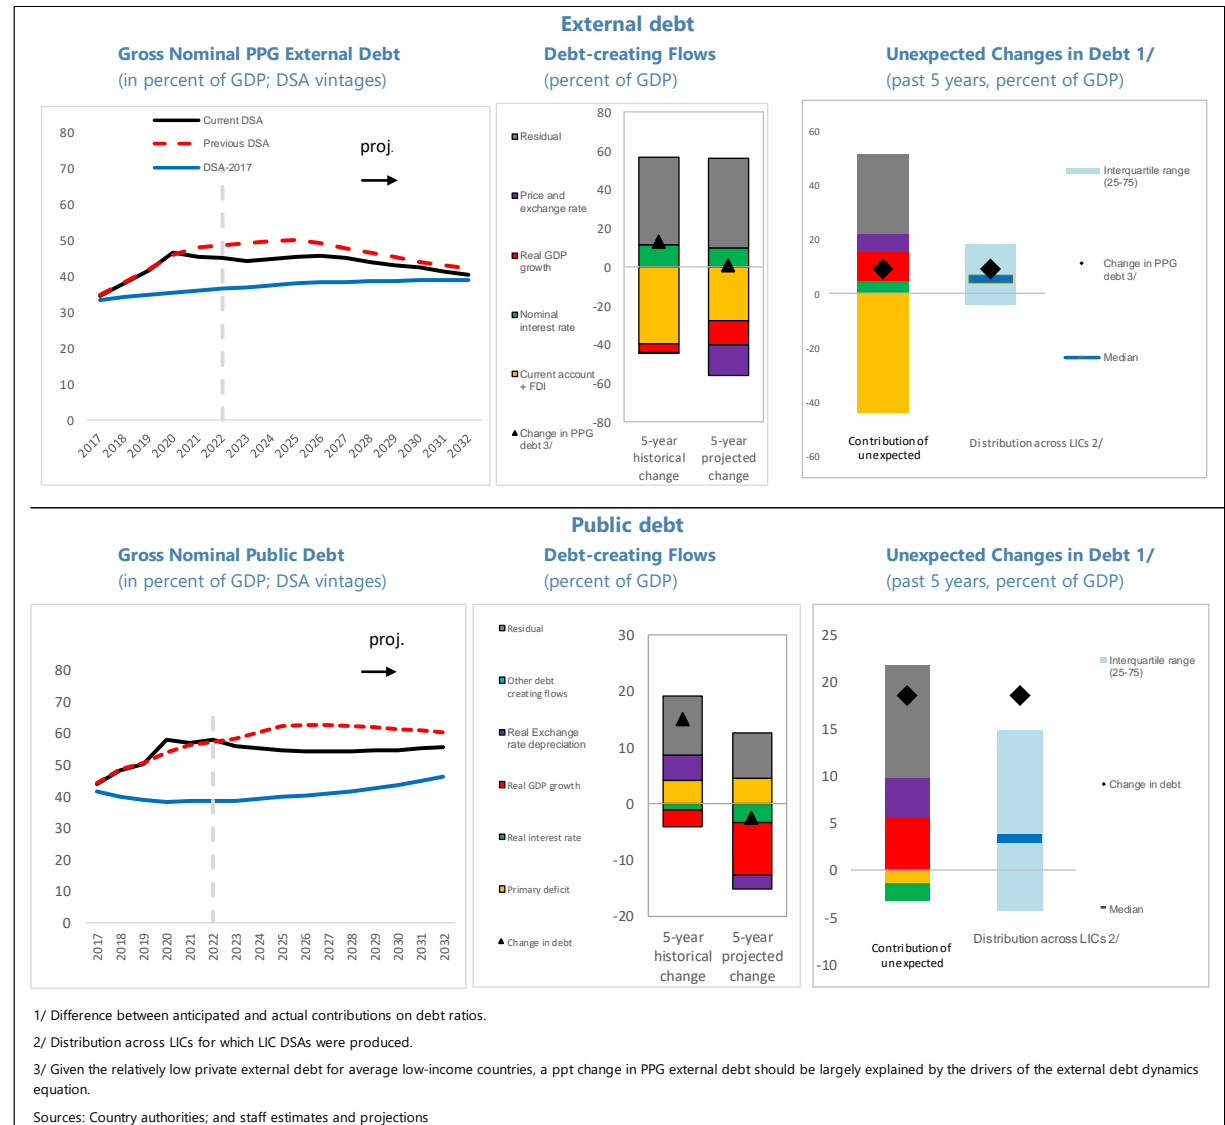 External debt
Gross Nominal PPG External Debt
(in percent of GDP; DSA vintages)
Debt-creating Flows
(percent of GDP)
Unexpected Changes in Debt 1/
(past 5 years, percent of GDP)
80
70
60
50
40
30
20
10
0
Current DSA
Previous DSA
DSA-2017
proj.
2017
2018
2019
2020
2021
2022
2023
2024
2025
2026
2027
2028
2029
2030
2031
2032
Residual
Price and
exchange rate
Real GDP
growth
Nominal
interest rate
Current account
+ FDI
Change in PPG
debt 3/
80
60
40
20
0
-20
-40
-60
-80
5-year
historical
change
5-year
projected
change
60
40
20
0
-20
-40
-60
Contribution of
unexpected
Distribution across LICs 2/
Interquartile range
(25-75)
Change in PPG
debt 3/
Median
Public debt
Gross Nominal Public Debt
(in percent of GDP; DSA vintages)
Debt-creating Flows
(percent of GDP)
Unexpected Changes in Debt 1/
(past 5 years, percent of GDP)
proj.
80
70
60
50
40
30
20
10
0
2017
2018
2019
2020
2021
2022
2023
2024
2025
2026
2027
2028
2029
2030
2031
2032
Residual
Other debt
creating flows
Real Exchange
rate depreciation
Real GDP growth
Real interest rate
Primary deficit
Change in debt
30
20
10
0
-10
-20
5-year
historical
change
5-year
projected
change
25
20
15
10
5
0
-5
-10
Contribution of
unexpected
Distribution across LICs 2/
Interquartile range
(25-75)
Change in debt
Median
1/ Difference between anticipated and actual contributions on debt ratios.
2/ Distribution across LICs for which LIC DSAs were produced.
3/ Given the relatively low private external debt for average low-income countries, a ppt change in PPG external debt should be largely explained by the drivers of the external debt dynamics
equation.
Sources: Country authorities; and staff estimates and projections